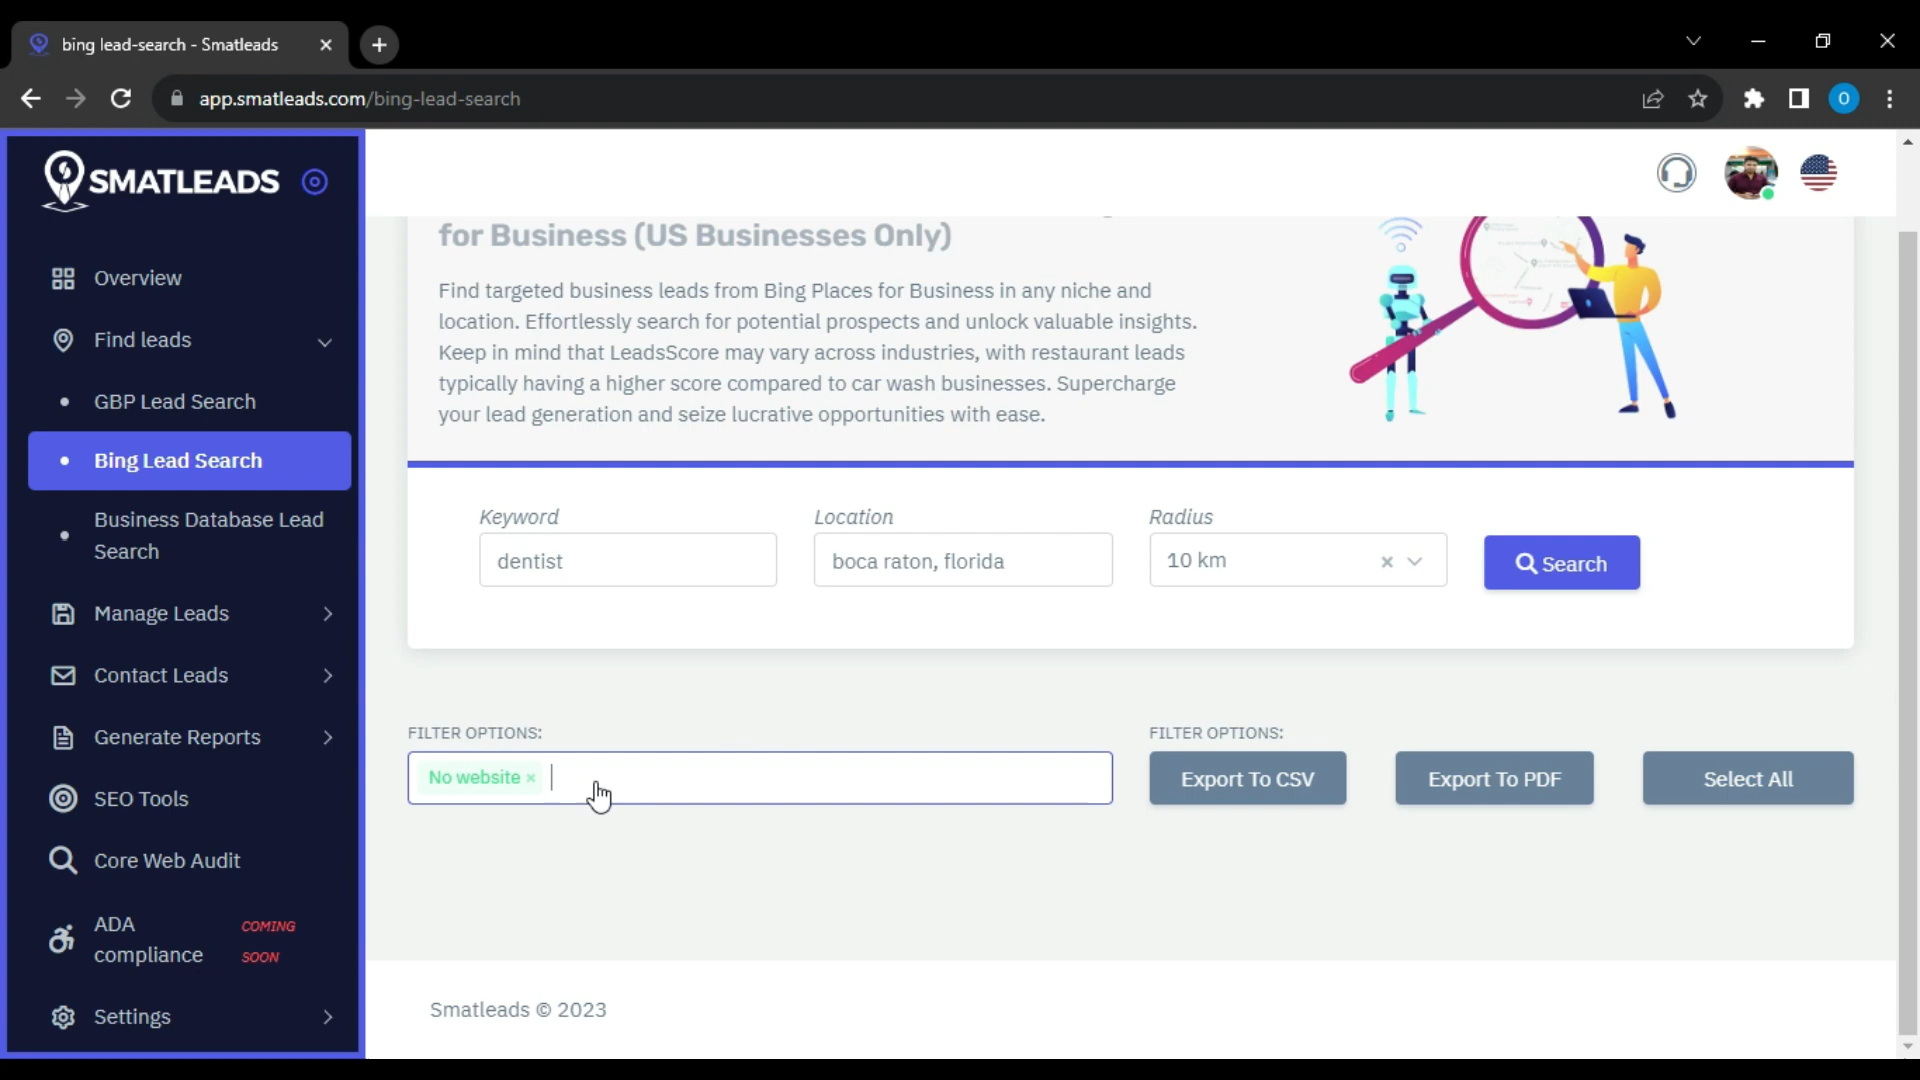 bing lead-search - Smatleads
app.smatleads.com/bing-lead-search
O
SMATLEADS
Overview
Find leads
GBP Lead Search
Bing Lead Search
Business Database Lead
Search
Manage Leads
Contact Leads
Generate Reports
SEO Tools
Core Web Audit
ADA COMING
compliance SOON
Settings
for Business (US Businesses Only)
Find targeted business leads from Bing Places for Business in any niche and
location. Effortlessly search for potential prospects and unlock valuable insights.
Keep in mind that LeadsScore may vary across industries, with restaurant leads
typically having a higher score compared to car wash businesses. Supercharge
your lead generation and seize lucrative opportunities with ease.
Keyword Location Radius
dentist boca raton, florida 10 km × Search
FILTER OPTIONS: FILTER OPTIONS:
No website × Export To CSV Export To PDF Select All
Smatleads © 2023